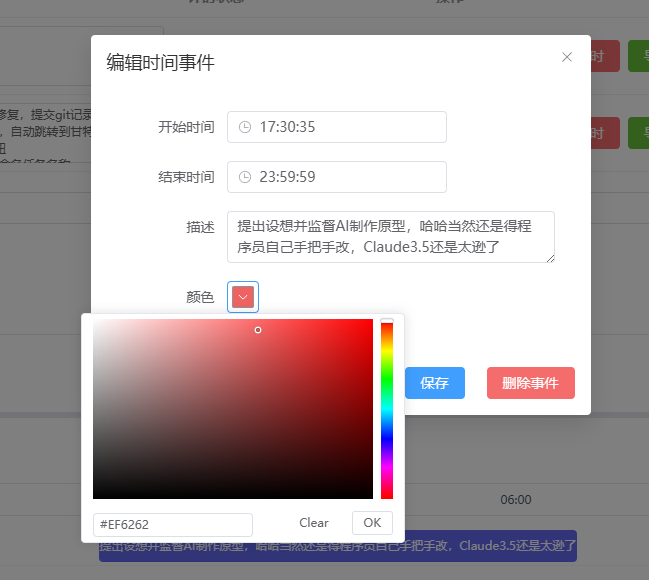 操作
编辑时间事件
时
修复，提交git记录
，自动跳转到甘特
时
开始时间
17:30:35
结束时间
23:59:59
描述
提出设想并监督AI制作原型，哈哈当然还是得程
序员自己手把手改，Claude3.5还是太逊了
颜色
保存
删除事件
06:00
#EF6262
Clear
OK
提出设想并监督AI制作原型，哈哈当然还是得程序员自己手把手改，Claude3.5还是太逊了